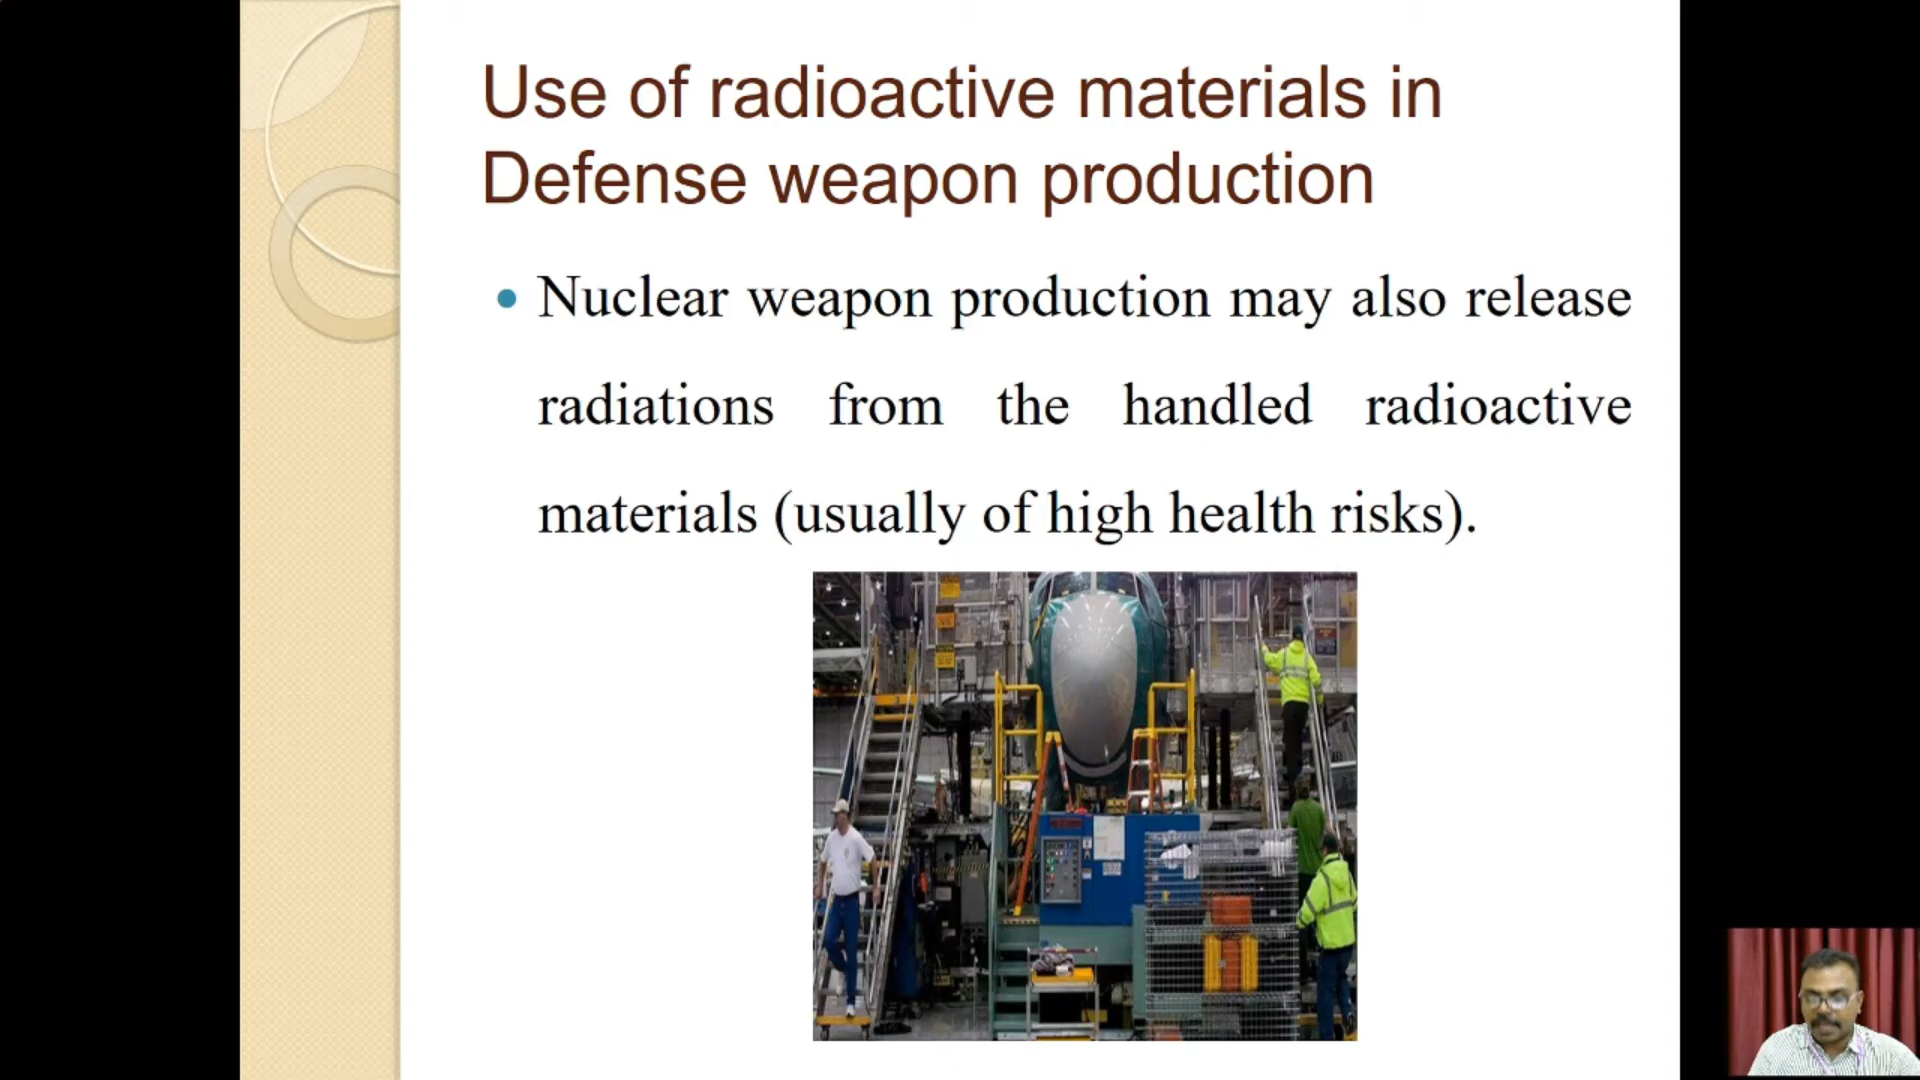 Use of radioactive materials in
Defense weapon production
Nuclear weapon production may also release
radiations from the handled radioactive
materials (usually of high health risks).